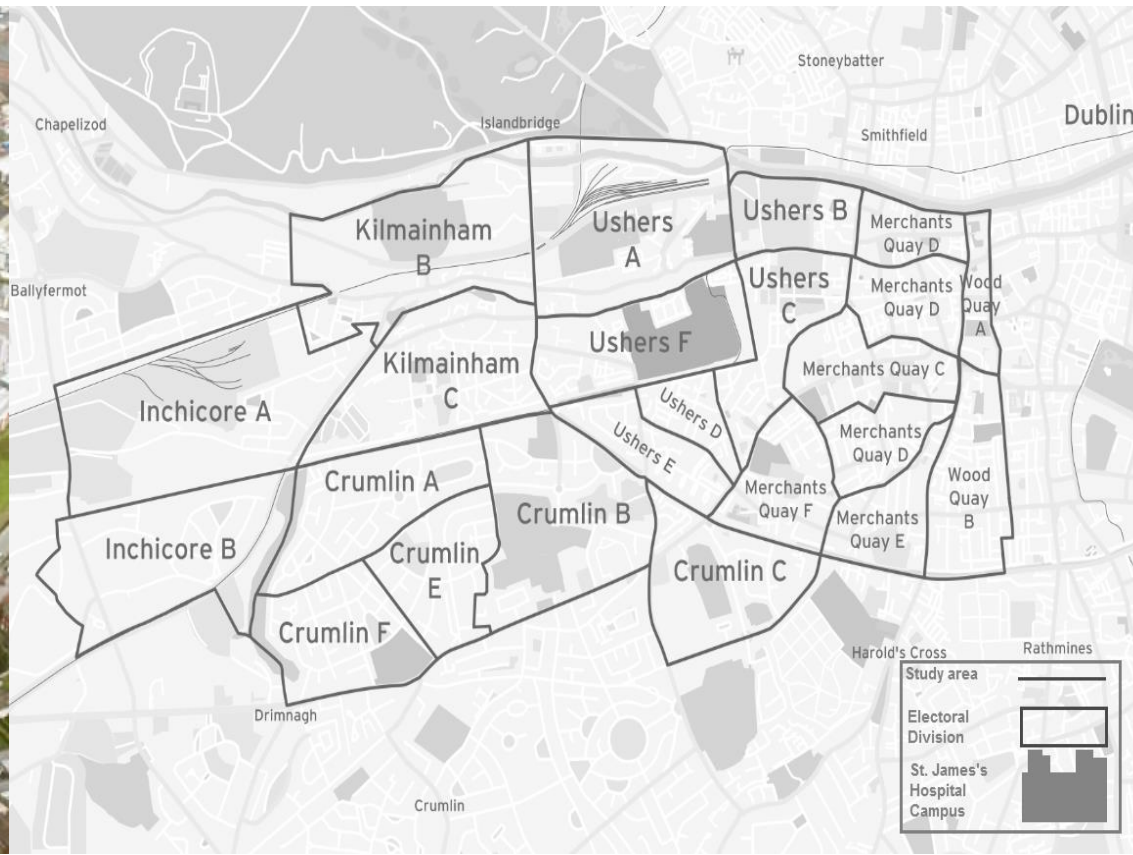 Stoneybatter
Chapelizod
Islandbridge
Smithfield
Dublin
Kilmainham
B
Ushers
A
Ushers B
Merchants
Quay D
Ballyfermot
Ushers
C
Merchants
Quay D
Wood
Quay
A
Ushers F
Kilmainham
C
Merchants Quay C
Inchicore A
Ushers D
Ushers E
Merchants
Quay D
Crumlin A
Merchants
Quay F
Wood
Quay
B
Crumlin B
Inchicore B
Crumlin
E
Merchants
Quay E
Crumlin C
Crumlin F
Harold's Cross
Rathmines
Drimnagh
Crumlin
Study area
Electoral
Division
St. James's
Hospital
Campus